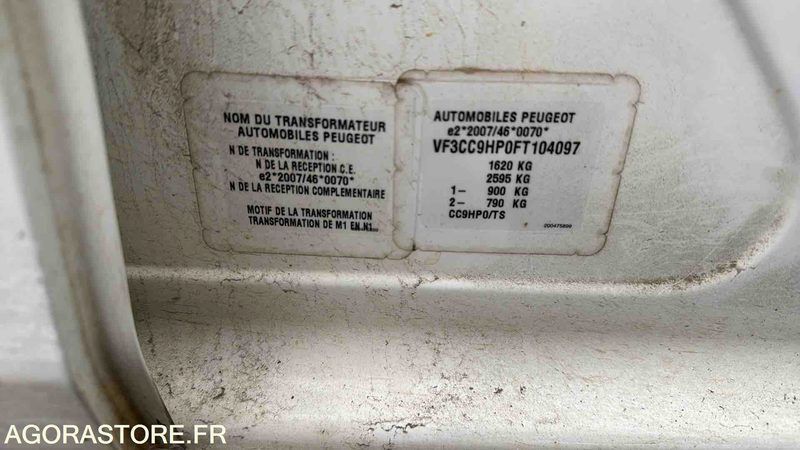 NOM DU TRANSFORMATEUR
AUTOMOBILES PEUGEOT
N DE TRANSFORMATION :
N DE LA RECEPTION C.E.
e2*2007/46*0070*
N DE LA RECEPTION COMPLEMENTAIRE
MOTIF DE LA TRANSFORMATION
TRANSFORMATION DE M1 EN N1
AUTOMOBILES PEUGEOT
e2*2007/46*0070*
VF3CC9HP0FT104097
1620 KG
2595 KG
1- 900 KG
2- 790 KG
CC9HP0/TS
200475899
AGORASTORE.FR